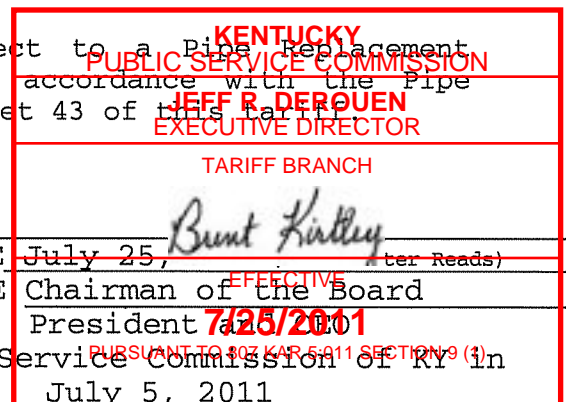 KENTUCKY
ct to a Pipe Replacement
PUBLIC SERVICE COMMISSION
accordance with the Pipe
JEFF R. DEROUEN
et 43 of this tariff.
EXECUTIVE DIRECTOR
TARIFF BRANCH
Brent Kirtley
E July 25, ter Reads)
EFFECTIVE
E Chairman of the Board
President and CEO
7/25/2011
Service Commission of KY in
PURSUANT TO 807 KAR 5:011 SECTION 9 (1)
July 5, 2011